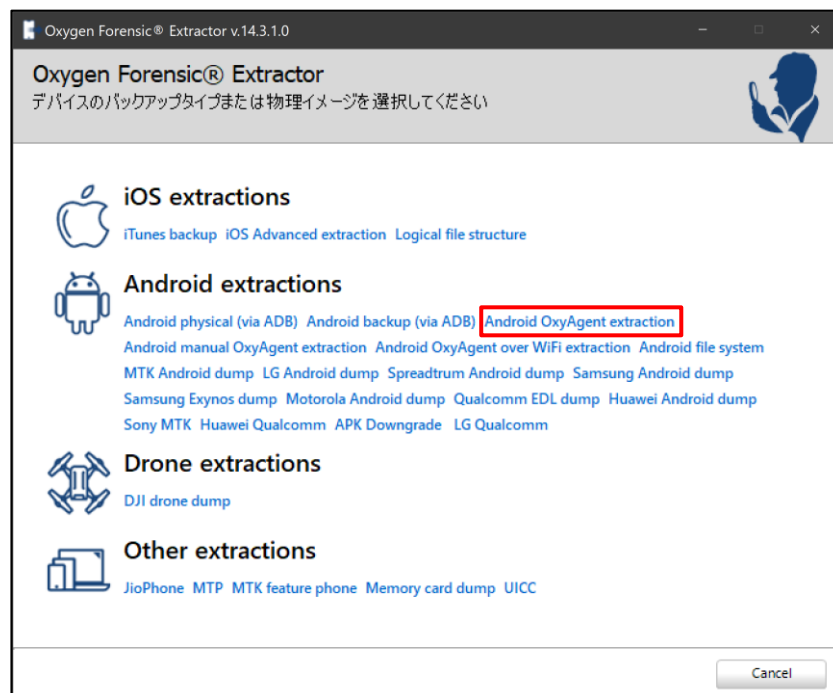 Oxygen Forensic® Extractor v.14.3.1.0
Oxygen Forensic® Extractor
デバイスのバックアップタイプまたは物理イメージを選択してください
iOS extractions
iTunes backup iOS Advanced extraction Logical file structure
Android extractions
Android physical (via ADB) Android backup (via ADB) Android OxyAgent extraction
Android manual OxyAgent extraction Android OxyAgent over WiFi extraction Android file system
MTK Android dump LG Android dump Spreadtrum Android dump Samsung Android dump
Samsung Exynos dump Motorola Android dump Qualcomm EDL dump Huawei Android dump
Sony MTK Huawei Qualcomm APK Downgrade LG Qualcomm
Drone extractions
DJI drone dump
Other extractions
JioPhone MTP MTK feature phone Memory card dump UICC
Cancel